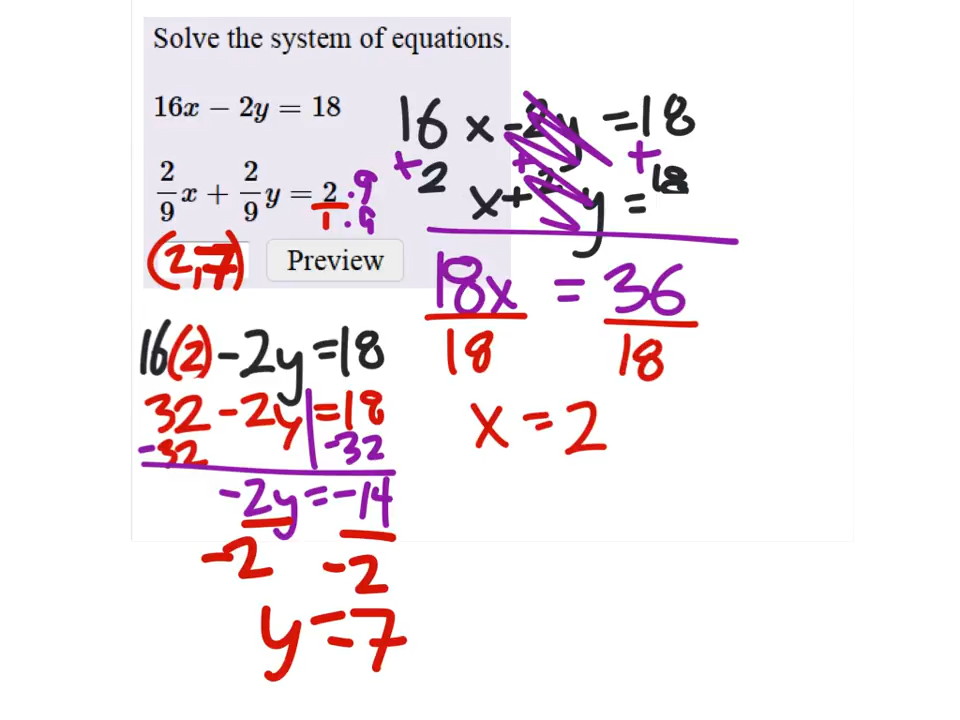 Solve the system of equations.
16x − 2y = 18
2/9 x + 2/9 y = 2/1 · 9 · 9
(2,7)
Preview
16x - 2y = 18
+ + +
2x + 2y = 18
18x = 36
18 18
x = 2
16(2) - 2y = 18
32 - 2y = 18
-32 -32
-2y = -14
-2 -2
y = 7